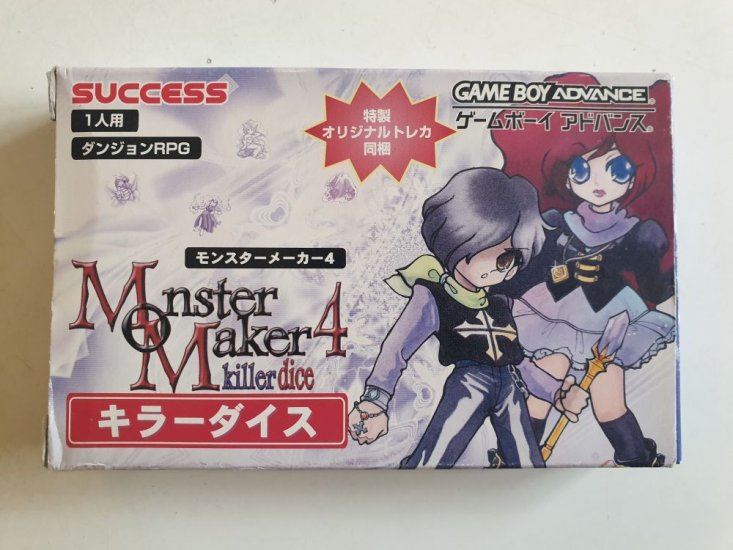 SUCCESS
1人用
ダンジョンRPG
特製
オリジナルトレカ
同梱
GAME BOY ADVANCE
ゲームボーイ アドバンス
モンスターメーカー4
Monster
Maker 4
killer dice
キラーダイス